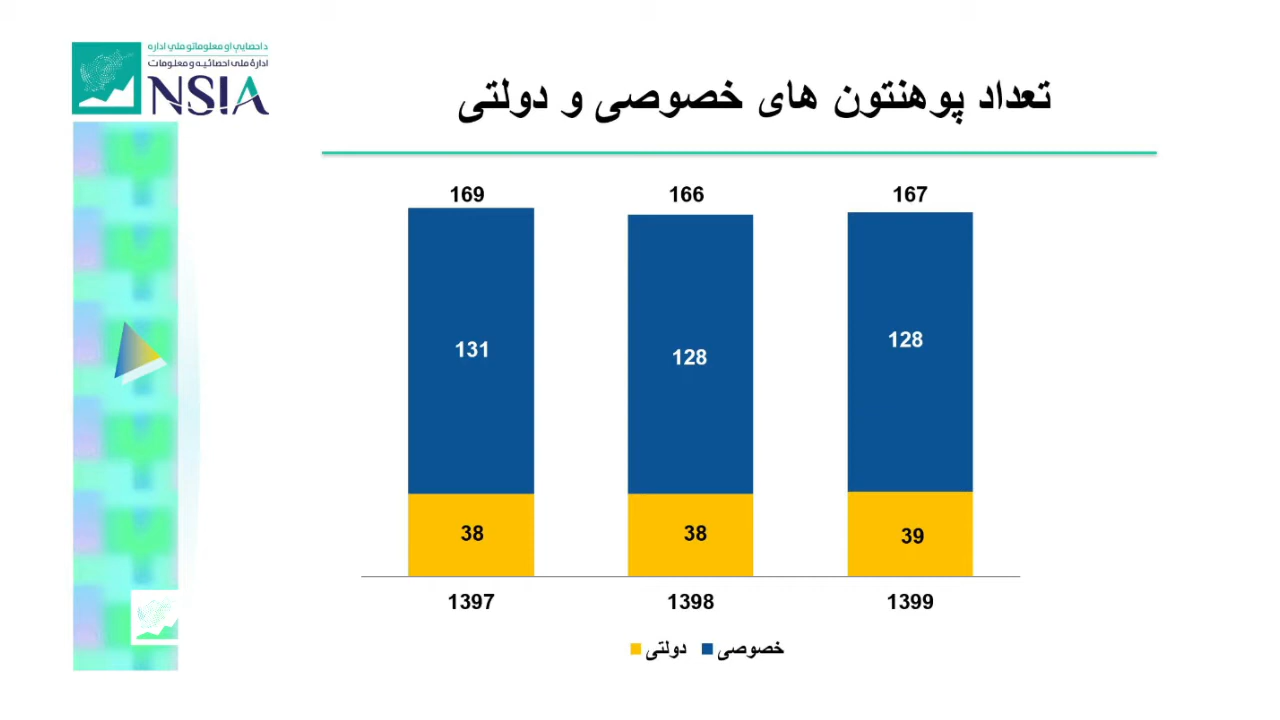 د احصایې او معلوماتو ملي اداره
ادارهٔ ملی احصائیه و معلومات
NSIA
تعداد پوهنتون های خصوصی و دولتی
169 166 167
131 128 128
38 38 39
1397 1398 1399
دولتی خصوصی